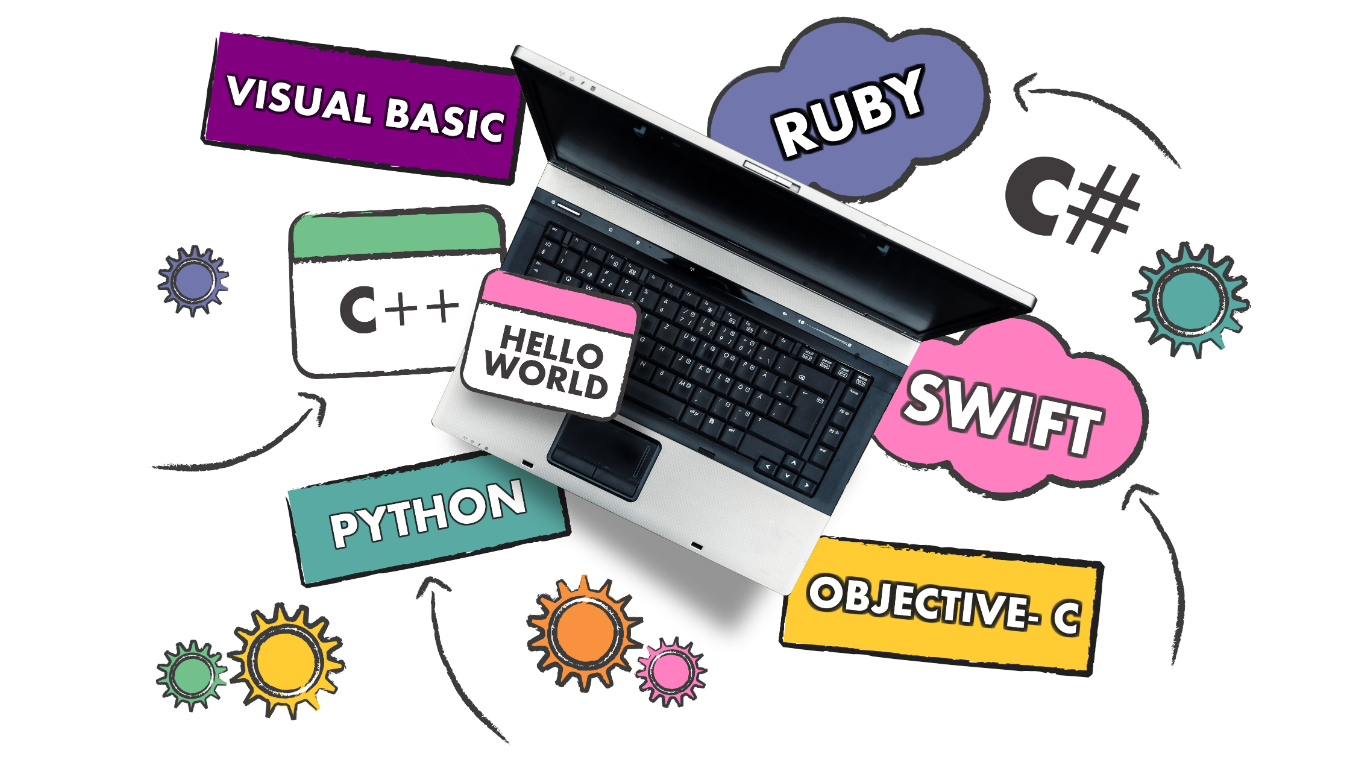 VISUAL BASIC
RUBY
C#
C++
HELLO
WORLD
SWIFT
PYTHON
OBJECTIVE- C